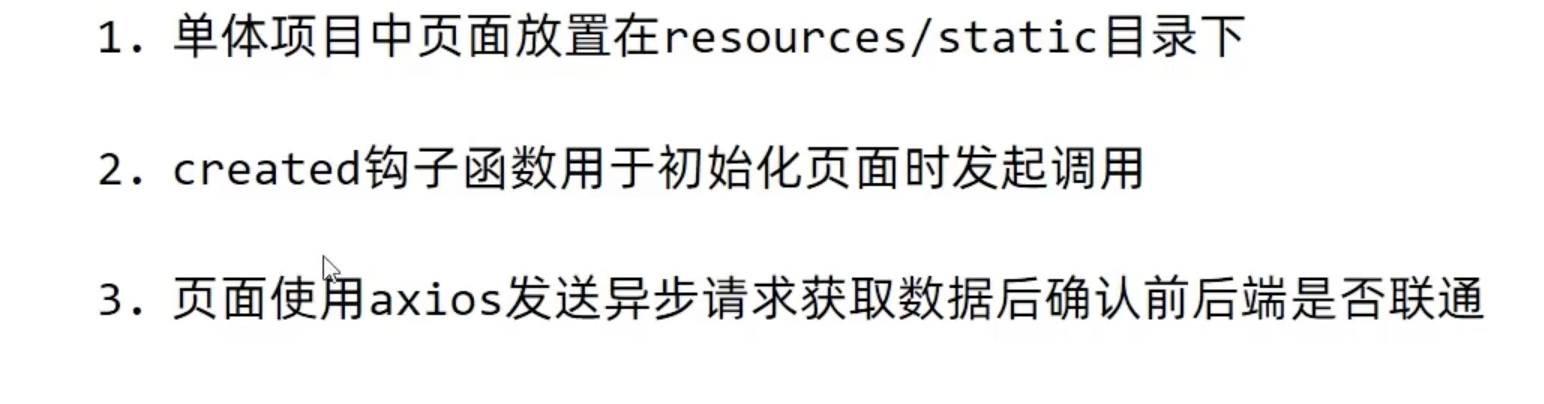 1. 单体项目中页面放置在resources/static目录下
2. created钩子函数用于初始化页面时发起调用
3. 页面使用axios发送异步请求获取数据后确认前后端是否联通